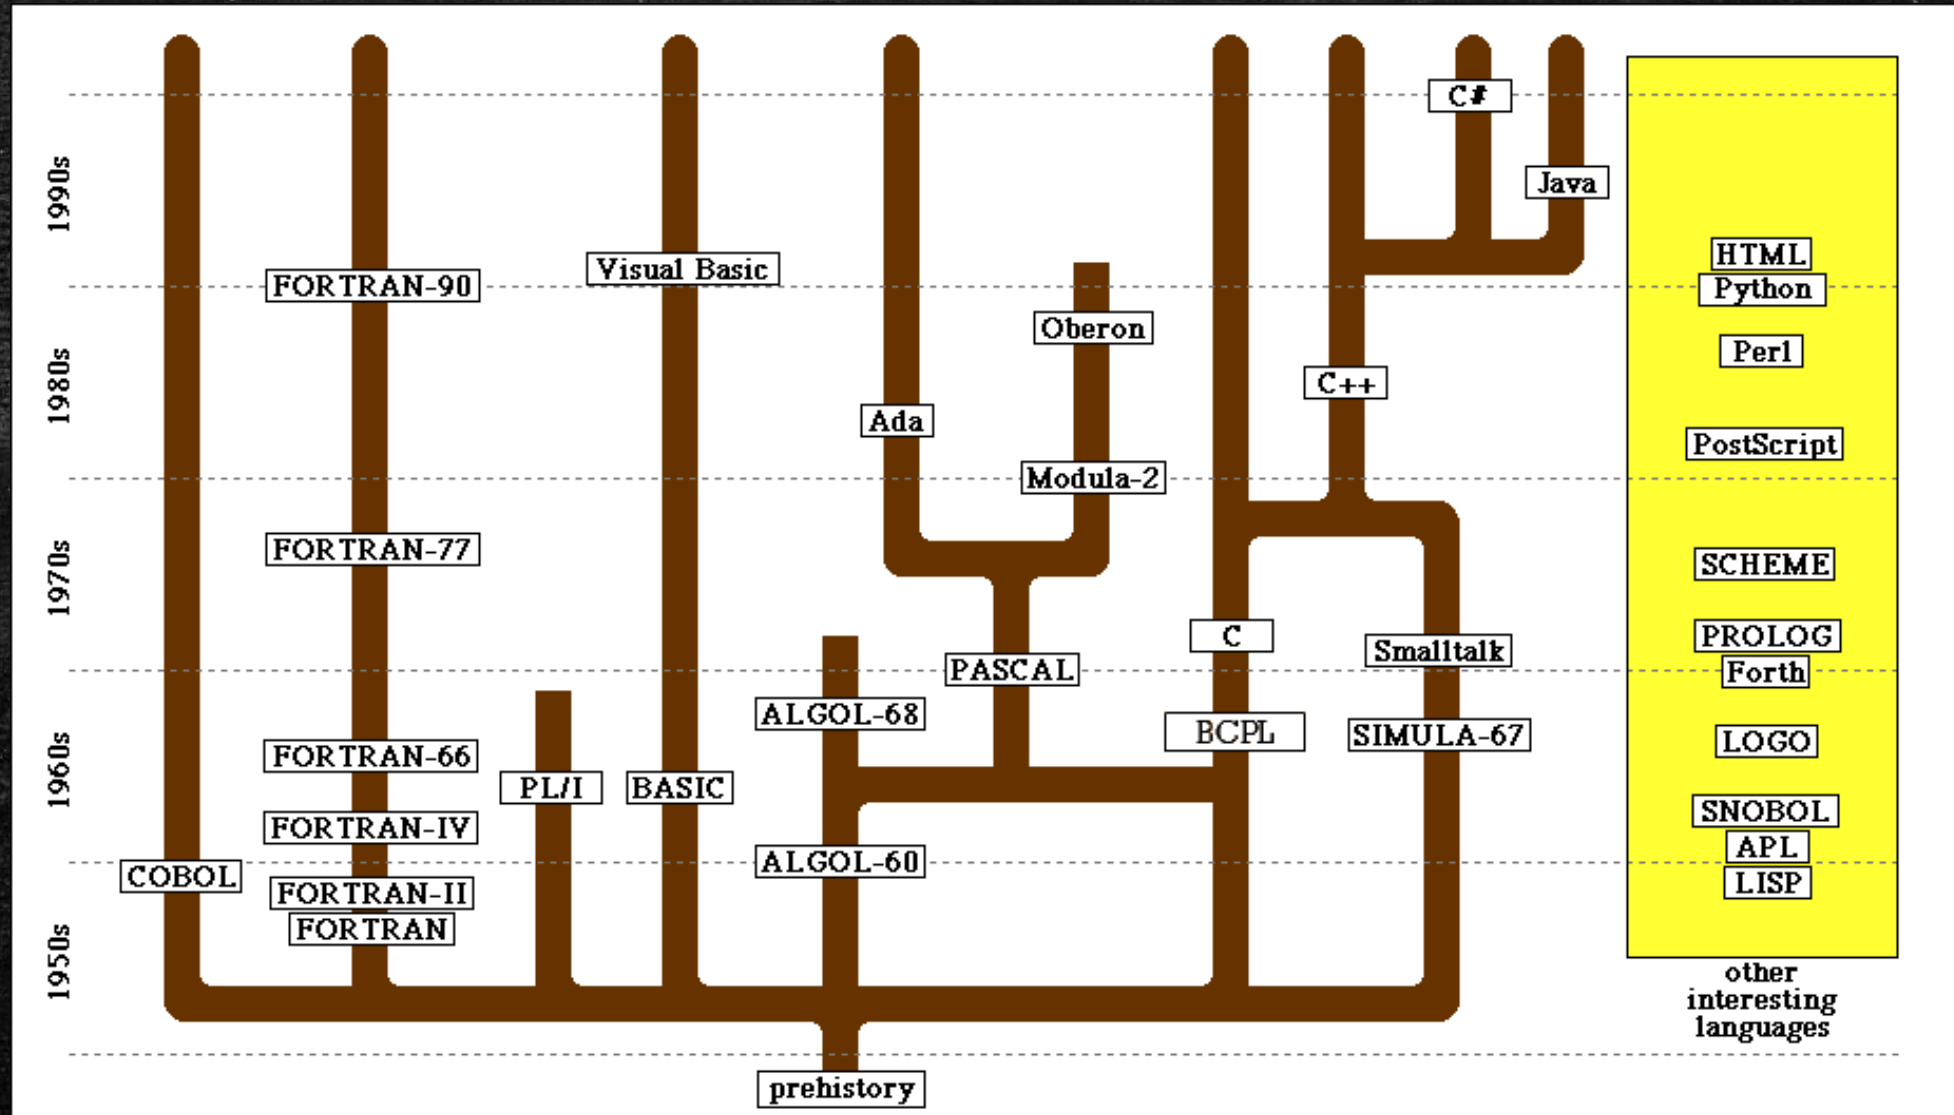 C#
1990s
Java
HTML
Visual Basic
FORTRAN-90
Python
Oberon
Perl
1980s
C++
Ada
PostScript
Modula-2
FORTRAN-77
1970s
SCHEME
C
PROLOG
Smalltalk
PASCAL
Forth
ALGOL-68
BCPL
SIMULA-67
LOGO
FORTRAN-66
1960s
PL/I
BASIC
SNOBOL
FORTRAN-IV
APL
ALGOL-60
COBOL
LISP
FORTRAN-II
FORTRAN
1950s
other
interesting
languages
prehistory